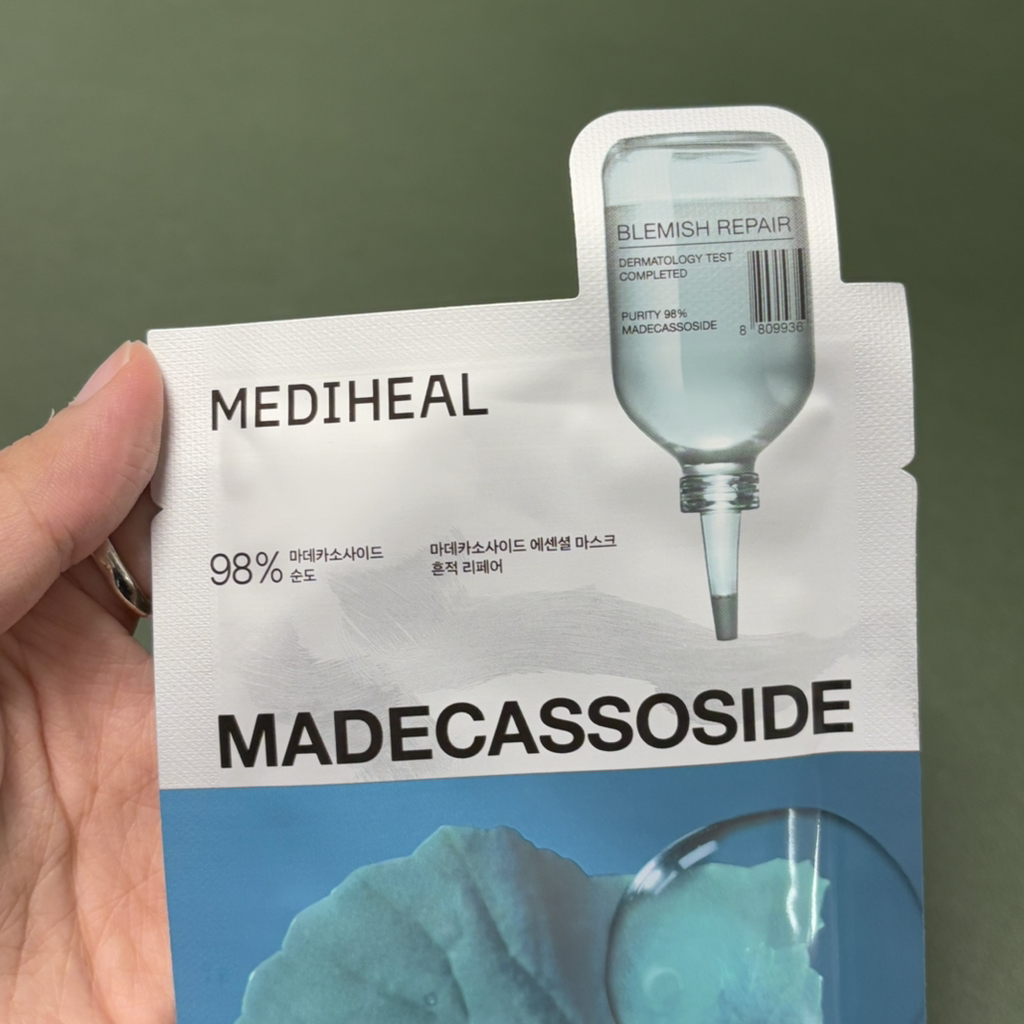 BLEMISH REPAIR
DERMATOLOGY TEST
COMPLETED
PURITY 98%
MADECASSOSIDE
8 809936
MEDIHEAL
98% 마데카소사이드
순도
마데카소사이드 에센셜 마스크
흔적 리페어
MADECASSOSIDE